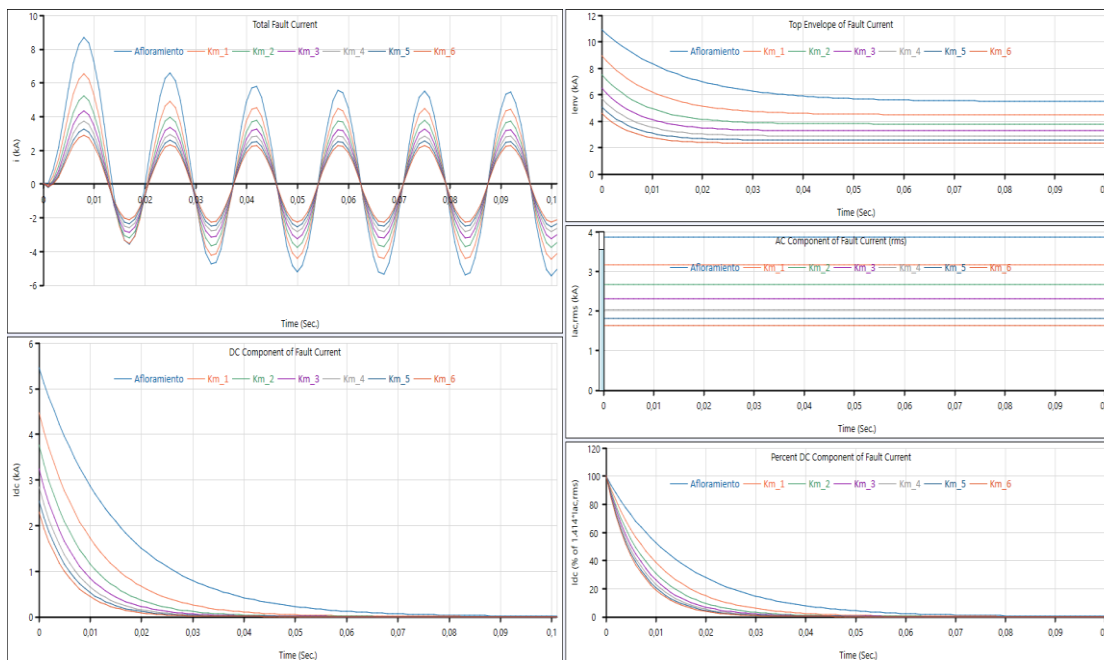 Total Fault Current
Afloramiento Km_1 Km_2 Km_3 Km_4 Km_5 Km_6
i (kA)
10
8
6
4
2
0
-2
-4
-6
0 0,01 0,02 0,03 0,04 0,05 0,06 0,07 0,08 0,09 0,1
Time (Sec.)
Top Envelope of Fault Current
Afloramiento Km_1 Km_2 Km_3 Km_4 Km_5 Km_6
Ienv (kA)
12
10
8
6
4
2
0
0 0,01 0,02 0,03 0,04 0,05 0,06 0,07 0,08 0,09 0,
Time (Sec.)
AC Component of Fault Current (rms)
Afloramiento Km_1 Km_2 Km_3 Km_4 Km_5 Km_6
Iac,rms (kA)
4
3
2
1
0
0 0,01 0,02 0,03 0,04 0,05 0,06 0,07 0,08 0,09 0,
Time (Sec.)
DC Component of Fault Current
Afloramiento Km_1 Km_2 Km_3 Km_4 Km_5 Km_6
Idc (kA)
6
5
4
3
2
1
0
0 0,01 0,02 0,03 0,04 0,05 0,06 0,07 0,08 0,09 0,1
Time (Sec.)
Percent DC Component of Fault Current
Afloramiento Km_1 Km_2 Km_3 Km_4 Km_5 Km_6
Idc (% of 1.414*Iac,rms)
120
100
80
60
40
20
0
0 0,01 0,02 0,03 0,04 0,05 0,06 0,07 0,08 0,09 0,
Time (Sec.)